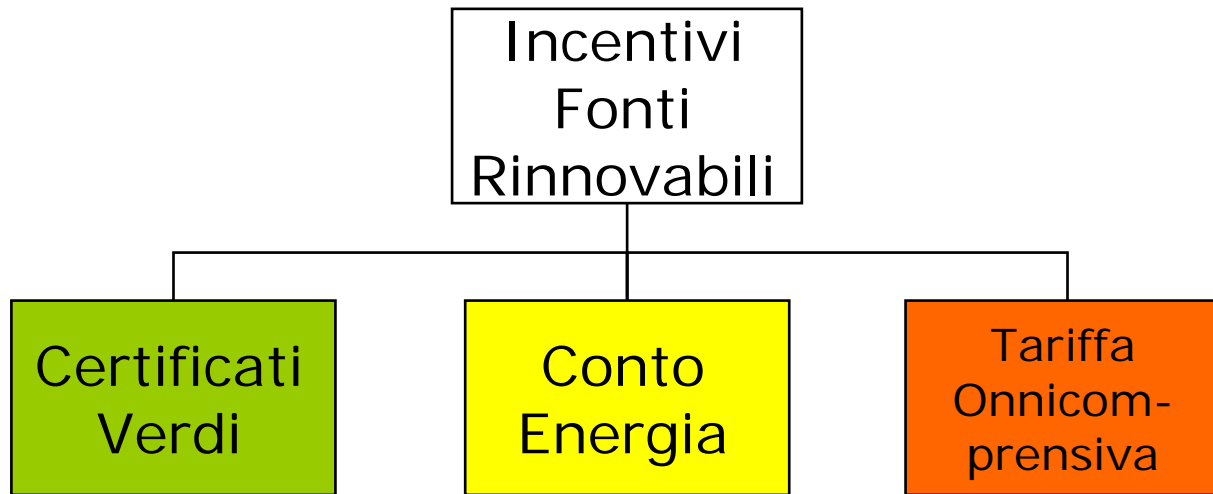 Incentivi
Fonti
Rinnovabili
Certificati
Verdi
Conto
Energia
Tariffa
Onnicom-
prensiva